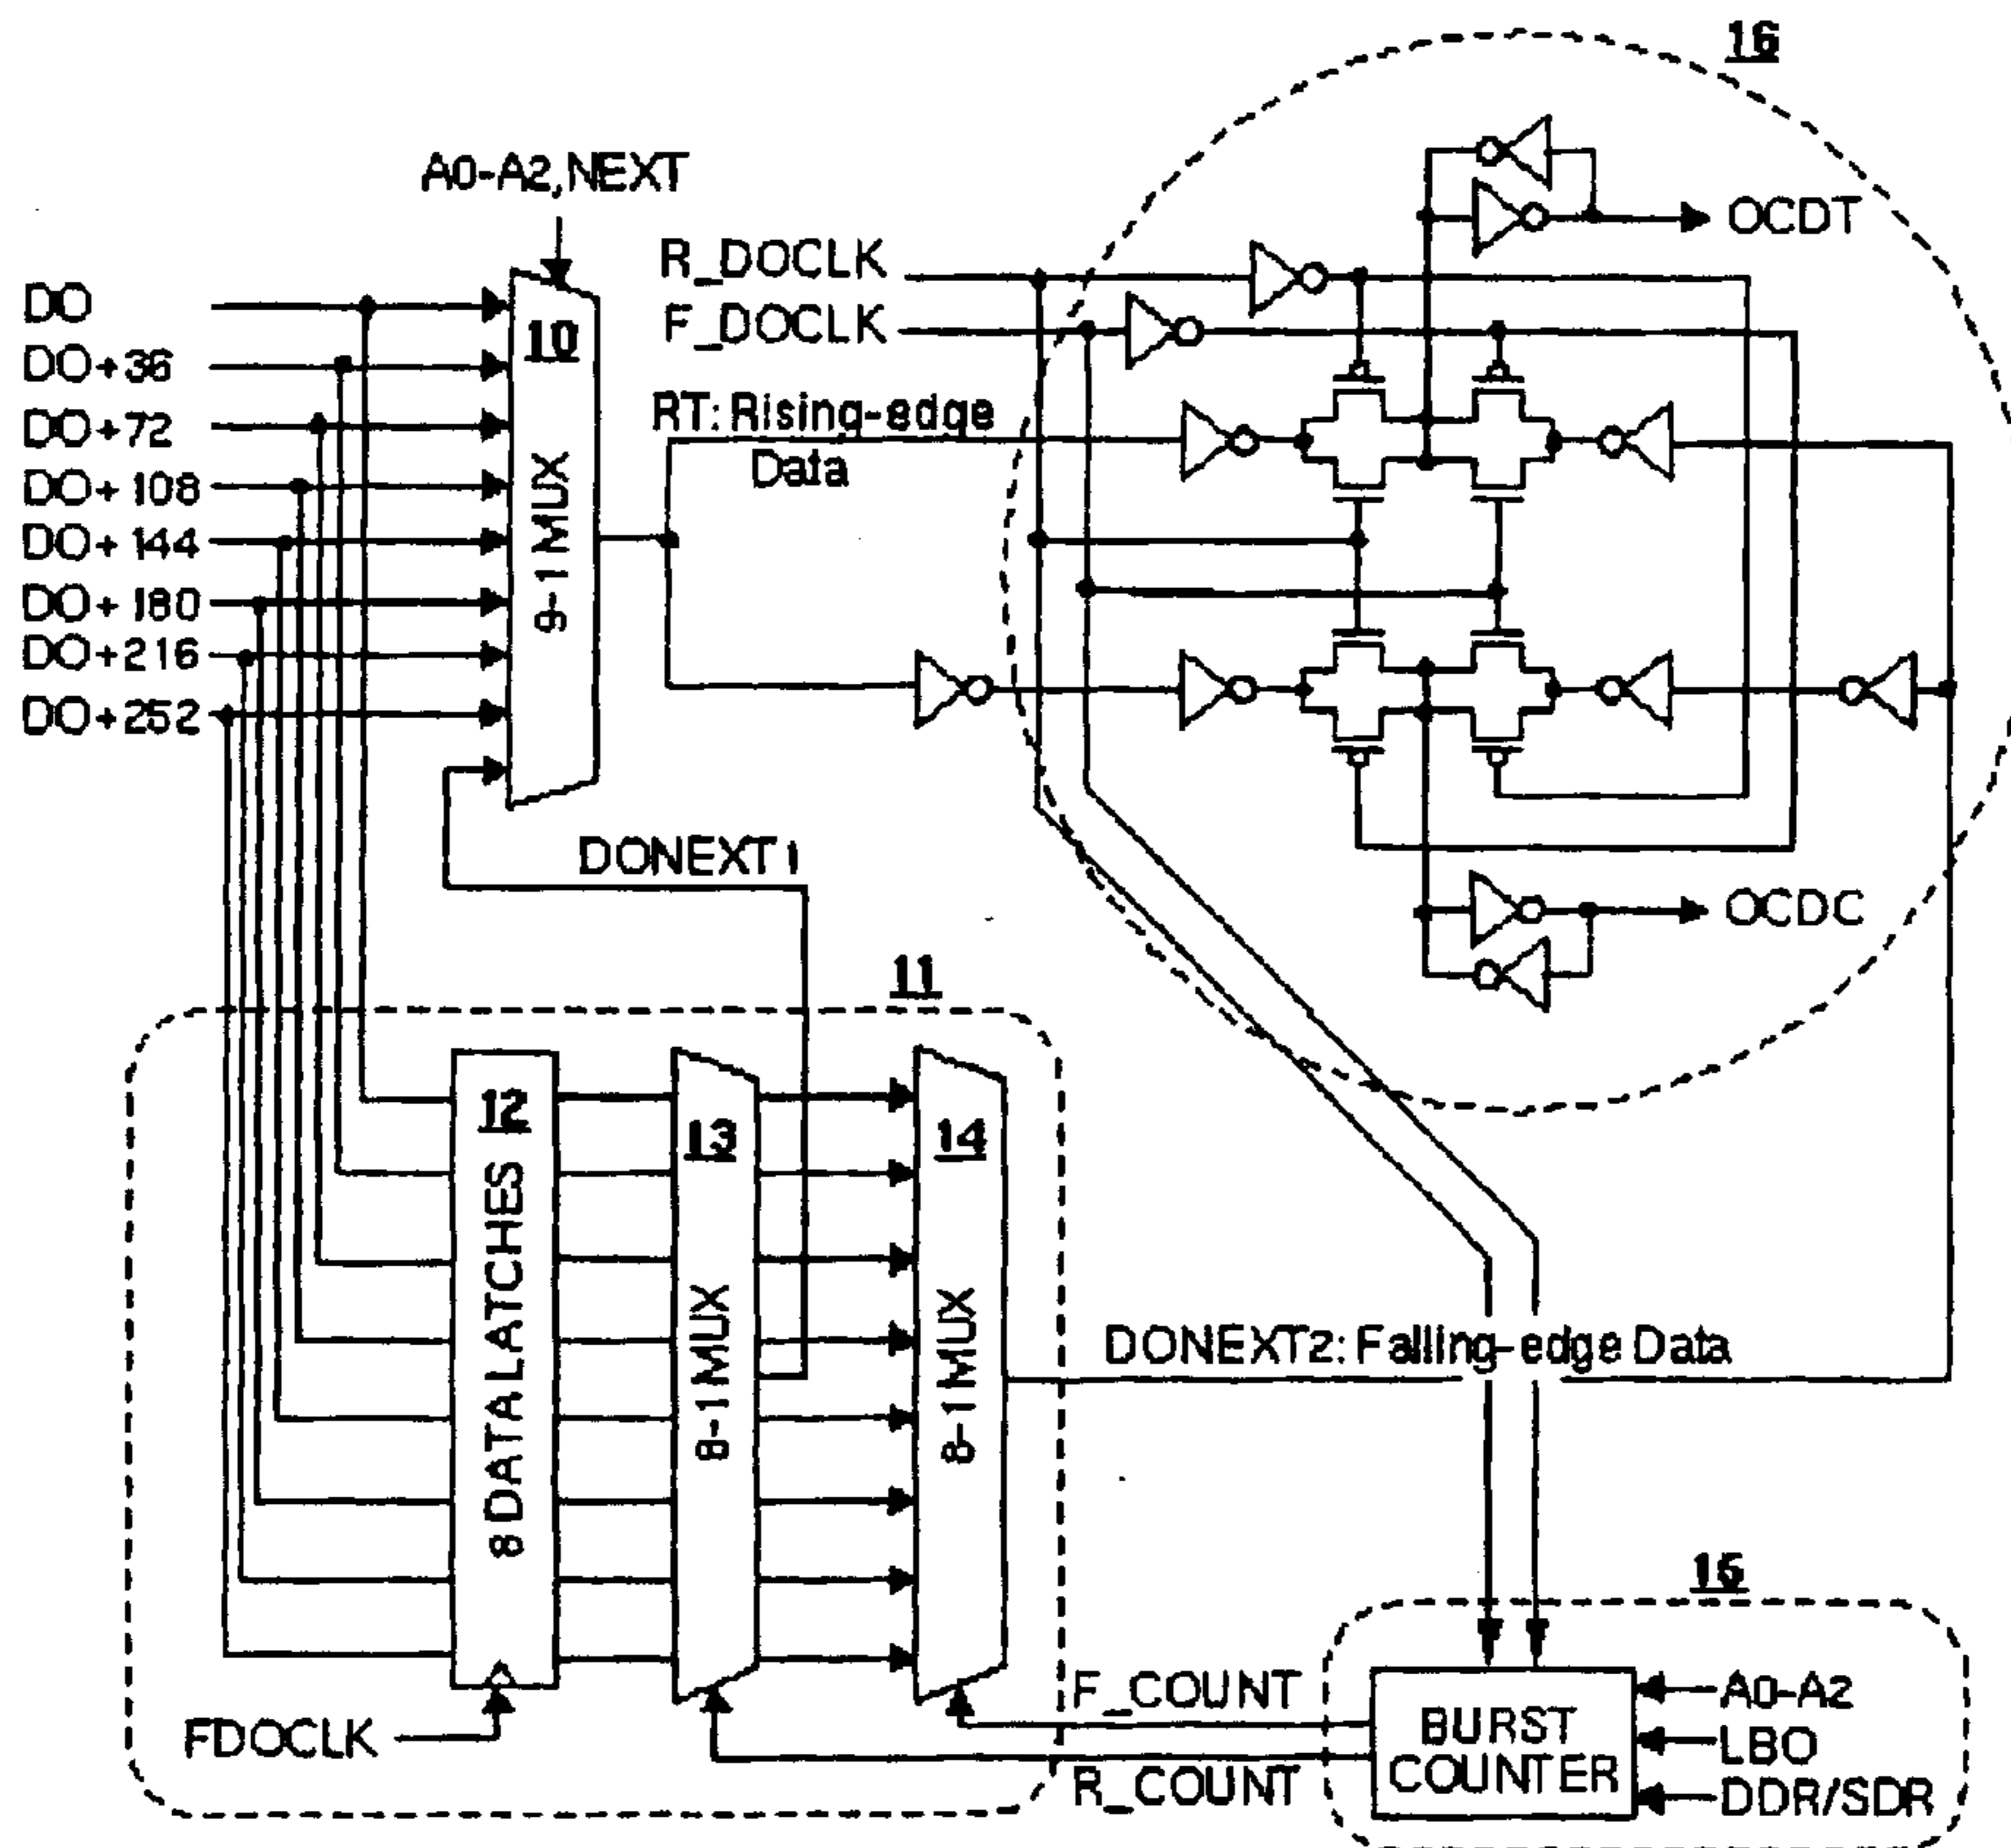 16
A0-A2,NEXT
OCDT
R_DOCLK
F_DOCLK
DO
DO+36
DO+72
DO+108
DO+144
DO+180
DO+216
DO+252
10
9-1 MUX
RT: Rising-edge
Data
DONEXT1
OCDC
11
12
8 DATA LATCHES
13
8-1 MUX
14
8-1 MUX
DONEXT2: Falling-edge Data
15
FDOCLK
F_COUNT
R_COUNT
BURST
COUNTER
A0-A2
LBO
DDR/SDR